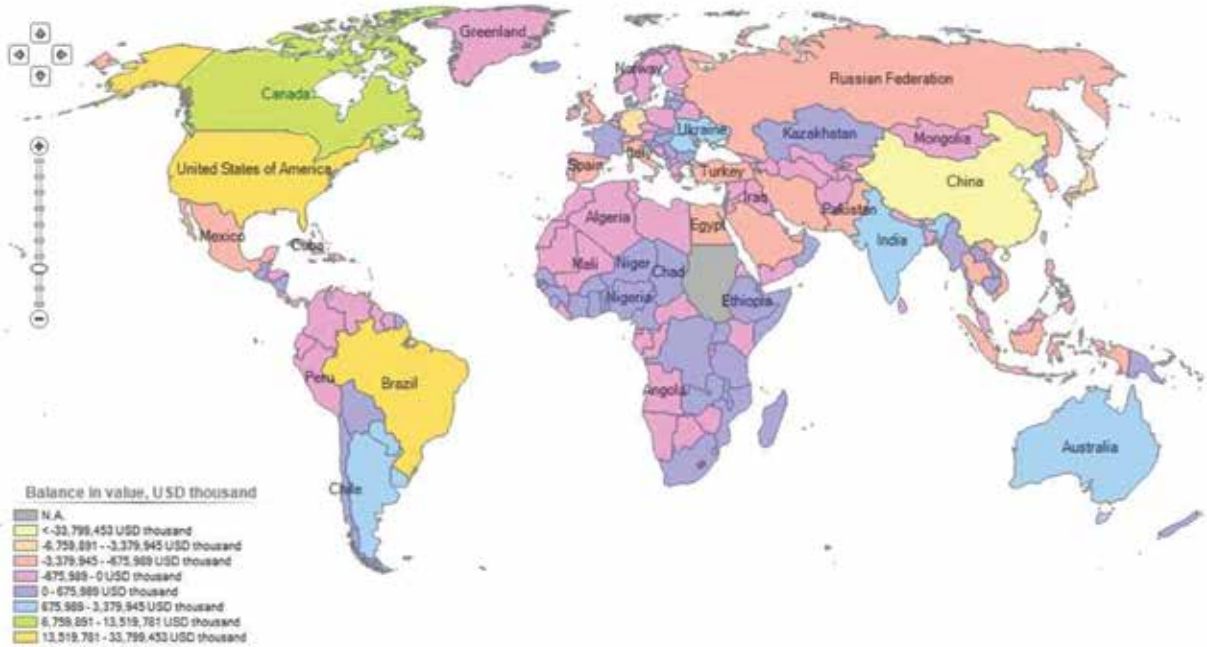 Greenland
Norway
Russian Federation
Canada
Ukraine
Kazakhstan
Mongolia
Spain
Turkey
United States of America
China
Iraq
Pakistan
Algeria
Egypt
Mexico
India
Cuba
Mali
Niger
Chad
Nigeria
Ethiopia
Peru
Brazil
Angola
Australia
Chile
Balance in value, USD thousand
N.A.
< -33,799,453 USD thousand
-6,759,891 - -3,379,945 USD thousand
-3,379,945 - -675,989 USD thousand
-675,989 - 0 USD thousand
0 - 675,989 USD thousand
675,989 - 3,379,945 USD thousand
6,759,891 - 13,519,781 USD thousand
13,519,781 - 33,799,453 USD thousand